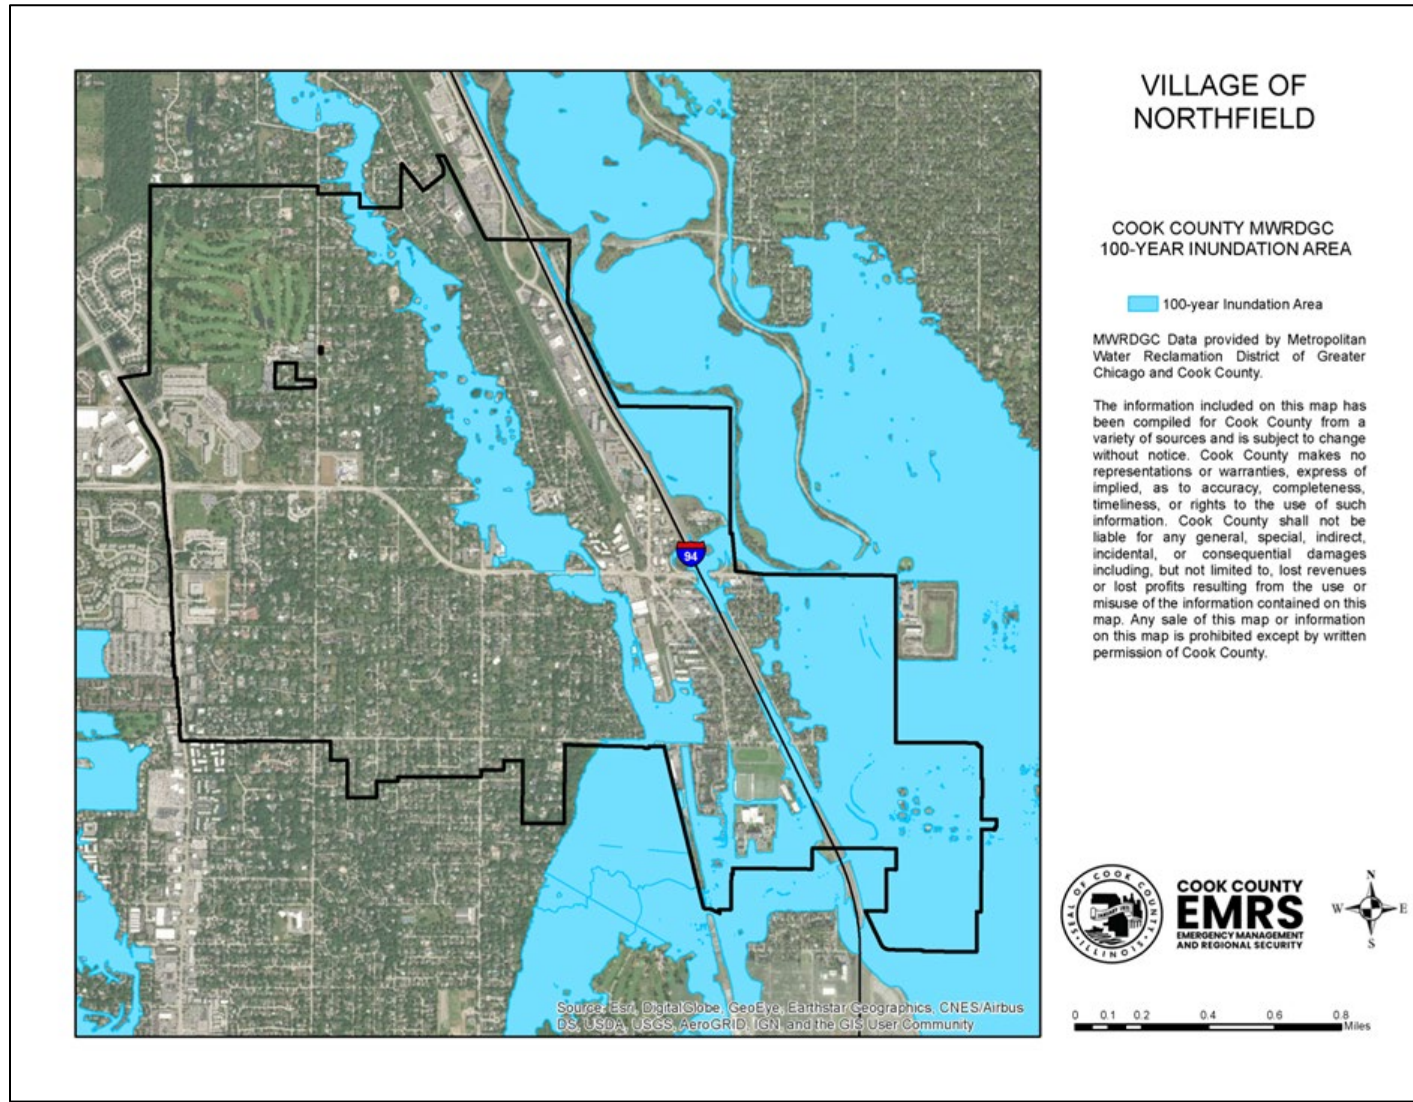 VILLAGE OF
NORTHFIELD
COOK COUNTY MWRDGC
100-YEAR INUNDATION AREA
100-year Inundation Area
MWRDGC Data provided by Metropolitan
Water Reclamation District of Greater
Chicago and Cook County.
The information included on this map has
been compiled for Cook County from a
variety of sources and is subject to change
without notice. Cook County makes no
representations or warranties, express of
implied, as to accuracy, completeness,
timeliness, or rights to the use of such
information. Cook County shall not be
liable for any general, special, indirect,
incidental, or consequential damages
including, but not limited to, lost revenues
or lost profits resulting from the use or
misuse of the information contained on this
map. Any sale of this map or information
on this map is prohibited except by written
permission of Cook County.
94
SEAL OF COOK COUNTY
ILLINOIS
COOK COUNTY
EMRS
EMERGENCY MANAGEMENT
AND REGIONAL SECURITY
N
W E
S
Source: Esri, DigitalGlobe, GeoEye, Earthstar Geographics, CNES/Airbus
DS, USDA, USGS, AeroGRID, IGN, and the GIS User Community
0 0.1 0.2 0.4 0.6 0.8
Miles